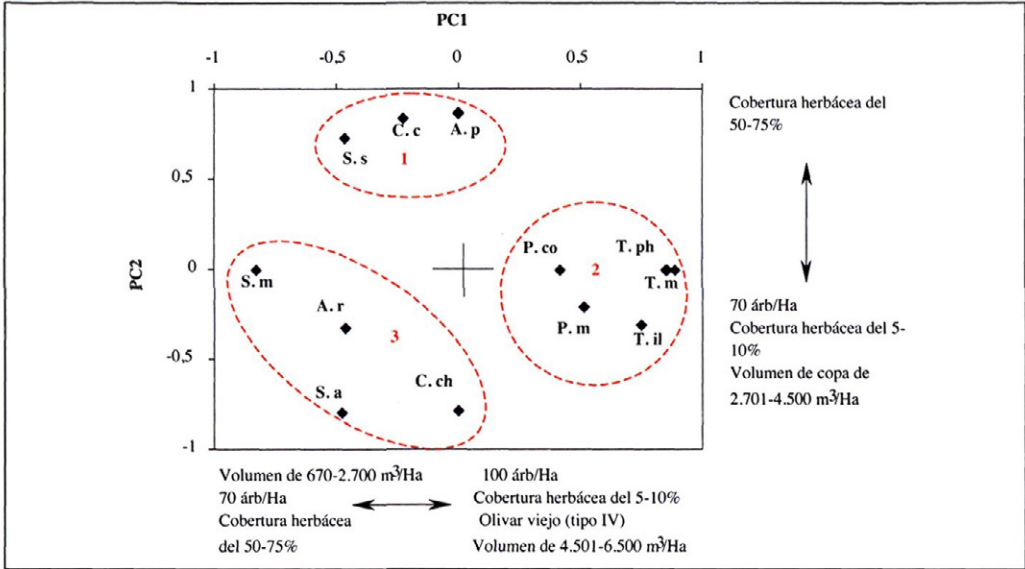 PC1
-1 -0.5 0 0.5 1
1
0.5
0
-0.5
-1
PC2
C. c
A. p
S. s
1
P. co
T. ph
2
T. m
P. m
T. il
S. m
A. r
3
S. a
C. ch
Cobertura herbácea del
50-75%
70 árb/Ha
Cobertura herbácea del 5-
10%
Volumen de copa de
2.701-4.500 m³/Ha
Volumen de 670-2.700 m³/Ha
70 árb/Ha
Cobertura herbácea
del 50-75%
100 árb/Ha
Cobertura herbácea del 5-10%
Olivar viejo (tipo IV)
Volumen de 4.501-6.500 m³/Ha